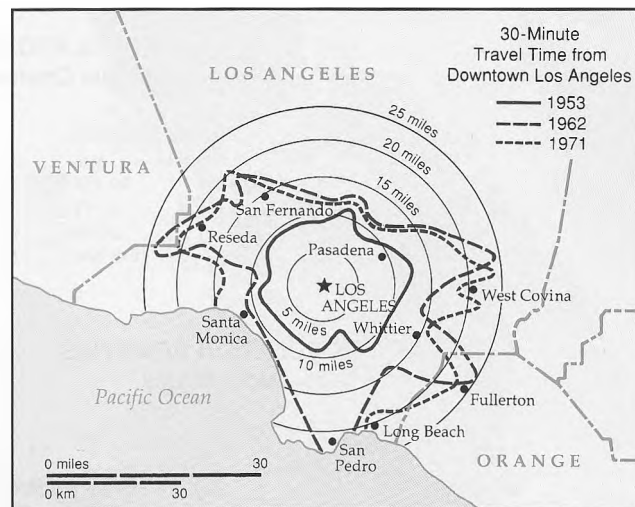 30-Minute
Travel Time from
Downtown Los Angeles
1953
1962
1971
LOS ANGELES
25 miles
20 miles
15 miles
VENTURA
San Fernando
Reseda
Pasadena
LOS
ANGELES
5 miles
West Covina
Santa
Monica
Whittier
10 miles
Pacific Ocean
Fullerton
Long Beach
San
Pedro
ORANGE
0 miles 30
0 km 30